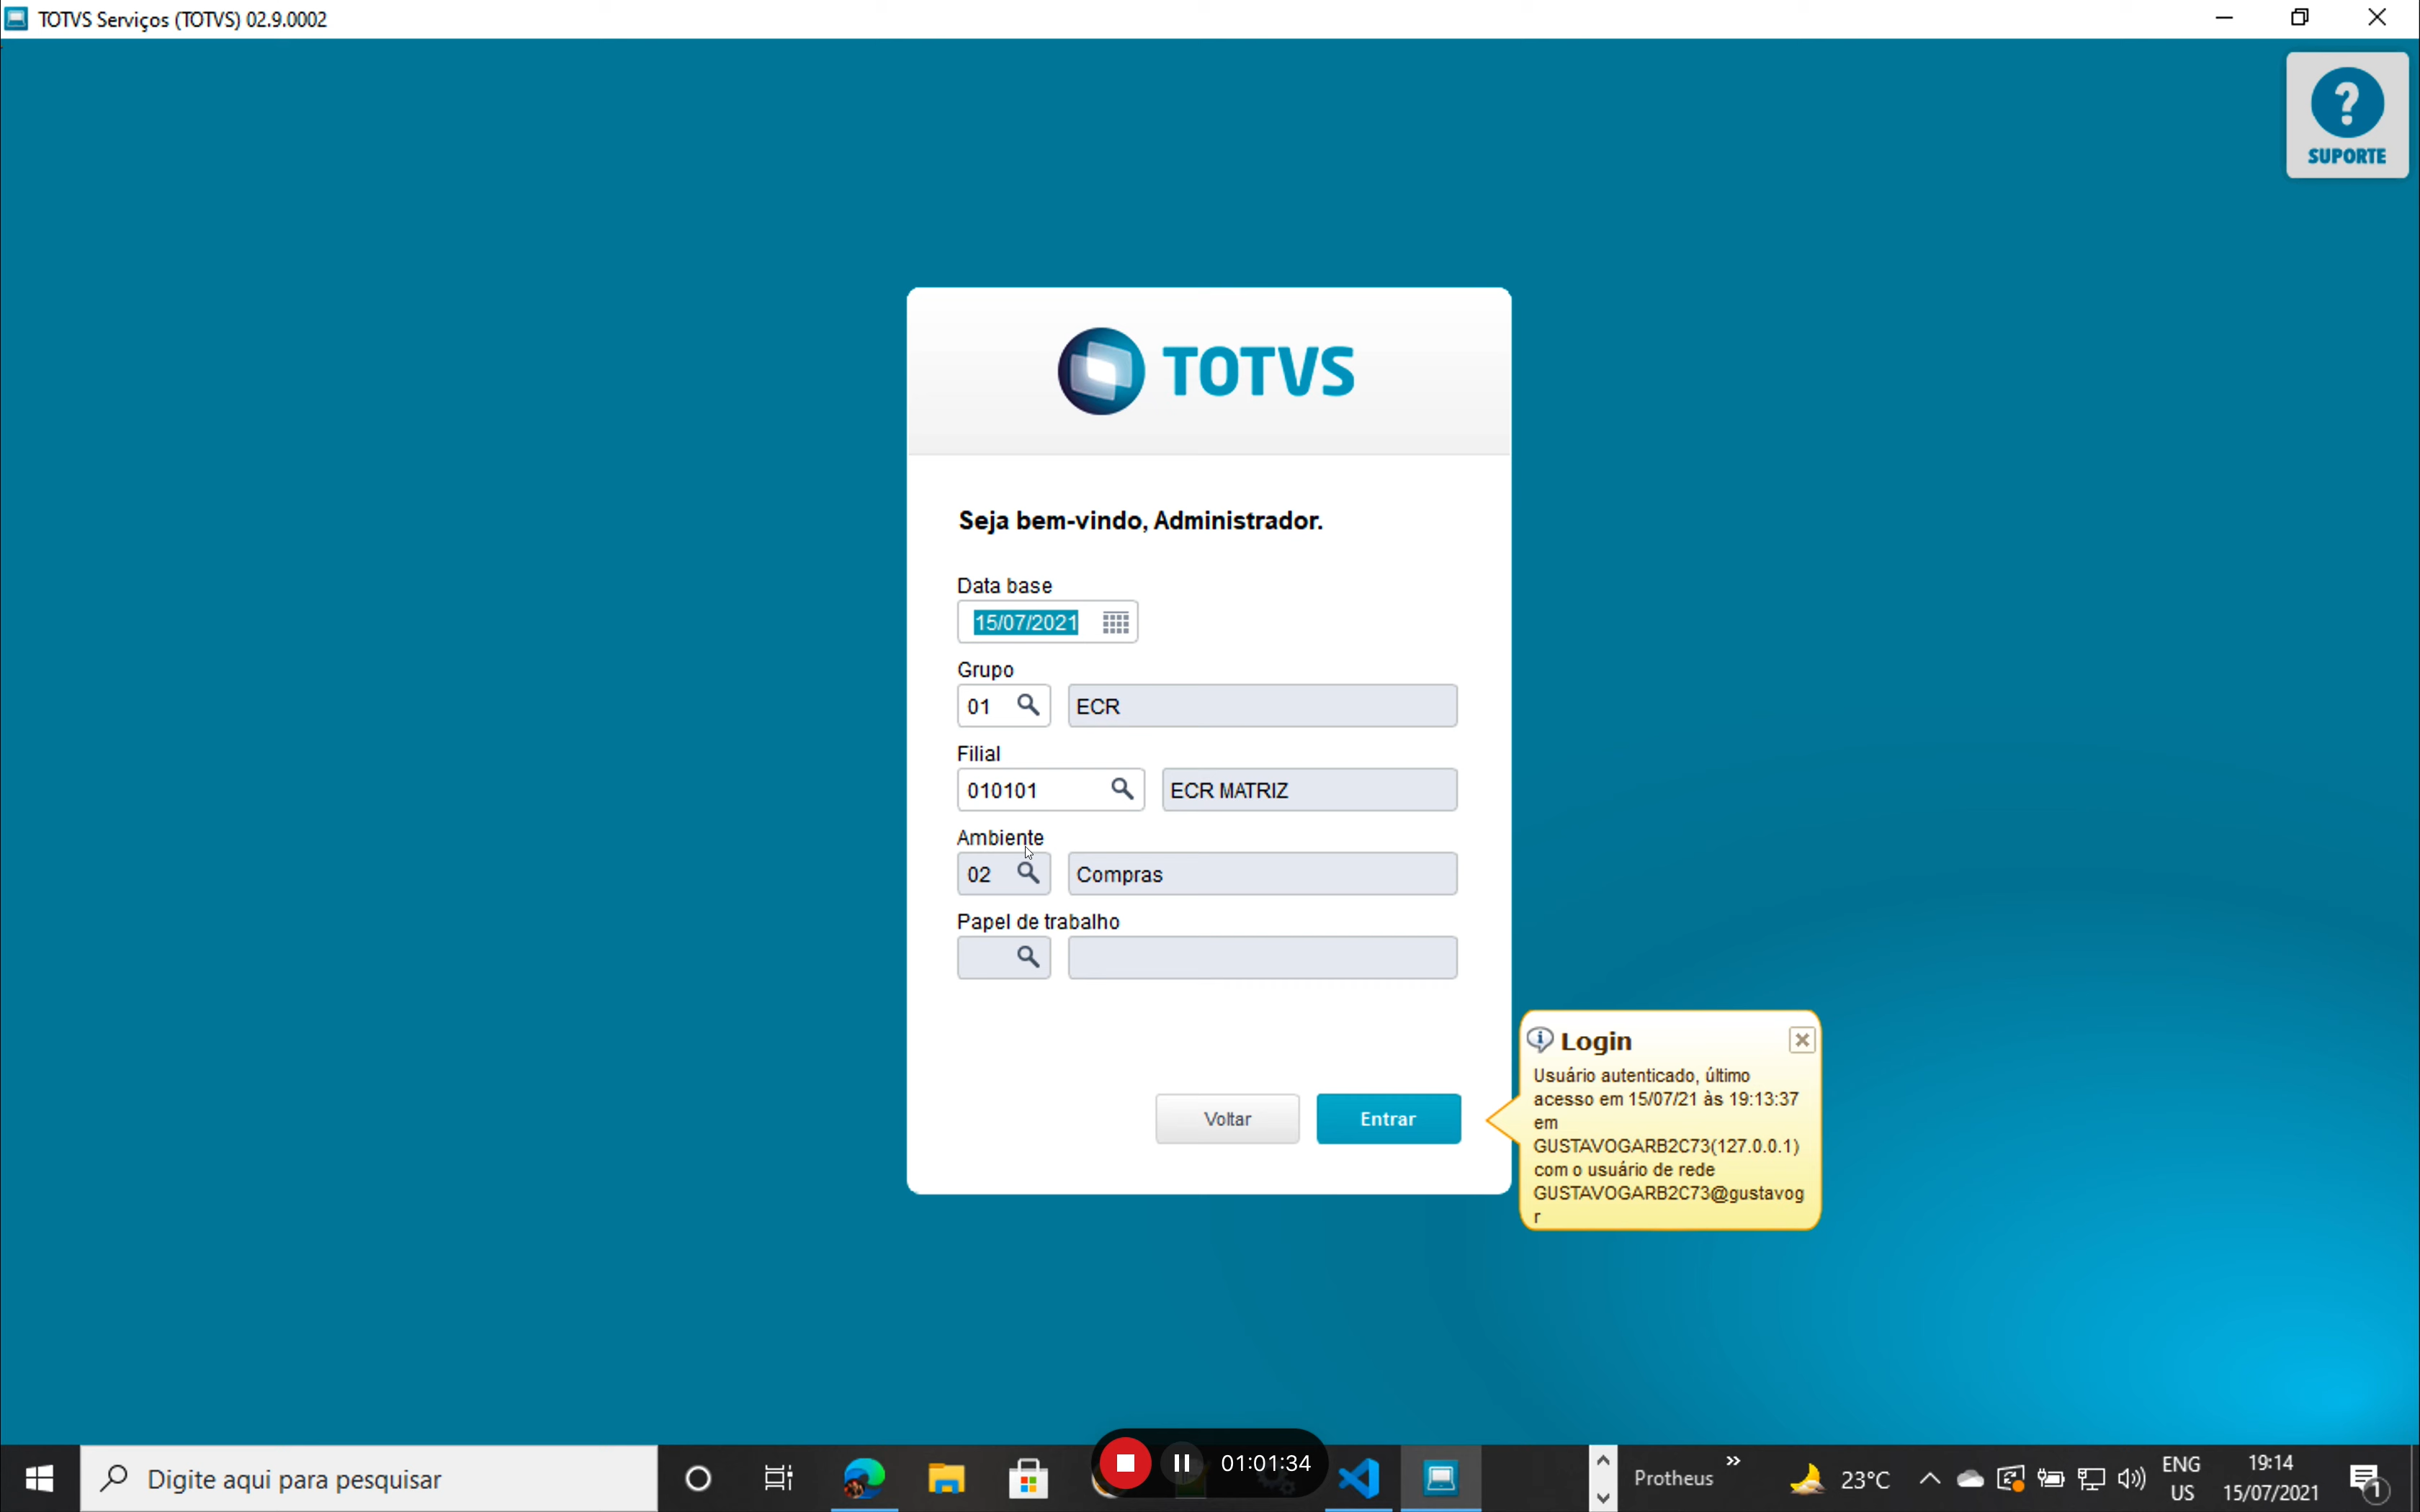 TOTVS Serviços (TOTVS) 02.9.0002
?
SUPORTE
TOTVS
Seja bem-vindo, Administrador.
Data base
15/07/2021
Grupo
01 ECR
Filial
010101 ECR MATRIZ
Ambiente
02 Compras
Papel de trabalho
Voltar Entrar
Login
Usuário autenticado, último
acesso em 15/07/21 às 19:13:37
em
GUSTAVOGARB2C73(127.0.0.1)
com o usuário de rede
GUSTAVOGARB2C73@gustavog
r
Digite aqui para pesquisar
01:01:34
Protheus
23°C
ENG
US
19:14
15/07/2021
1